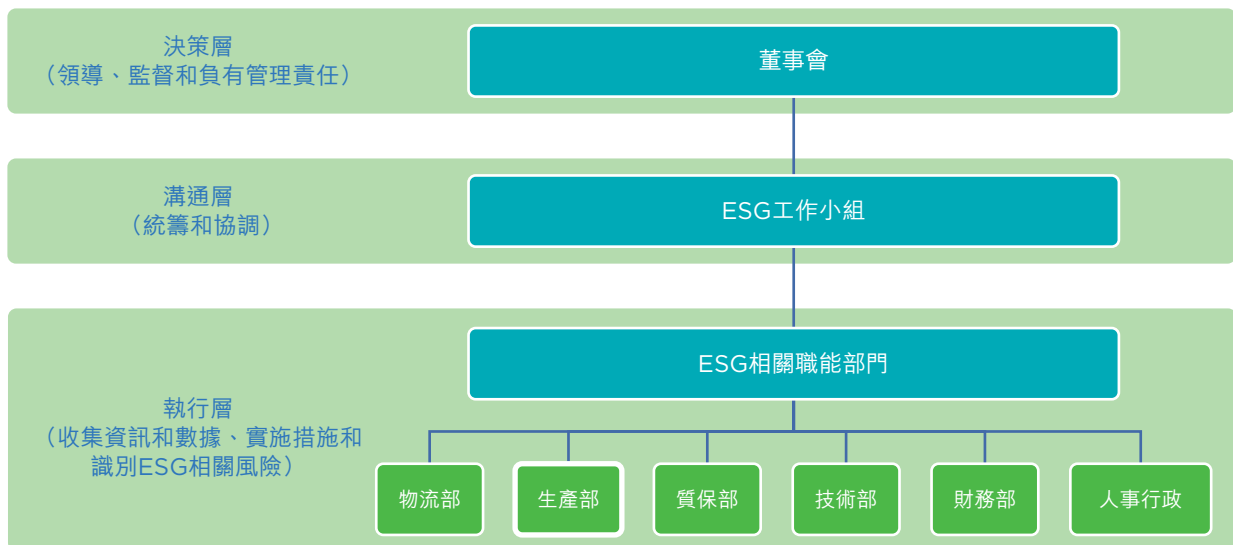 決策層
（領導、監督和負有管理責任）
董事會
溝通層
（統籌和協調）
ESG工作小組
ESG相關職能部門
執行層
（收集資訊和數據、實施措施和
識別ESG相關風險）
物流部
生產部
質保部
技術部
財務部
人事行政